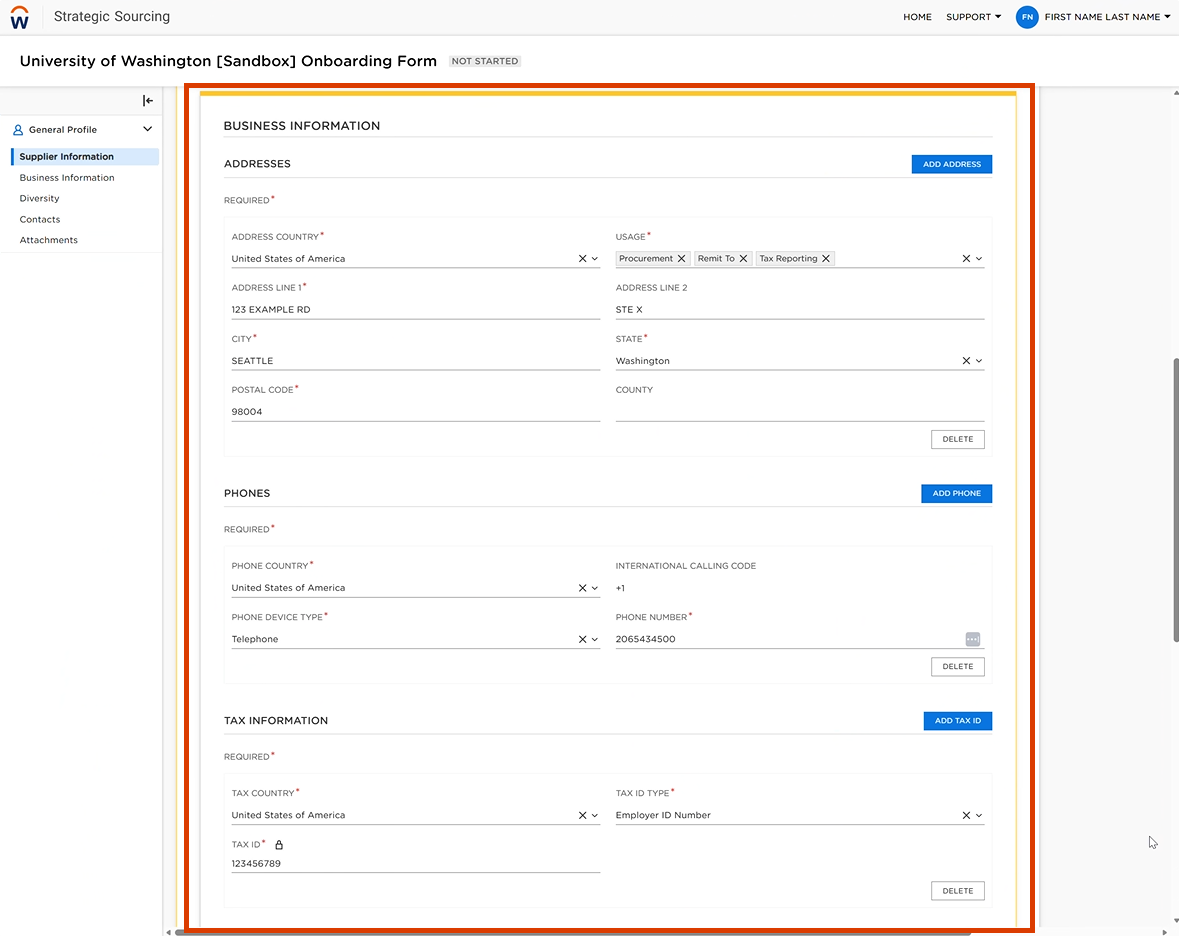 Strategic Sourcing
HOME SUPPORT FN FIRST NAME LAST NAME
University of Washington [Sandbox] Onboarding Form NOT STARTED
General Profile
Supplier Information
Business Information
Diversity
Contacts
Attachments
BUSINESS INFORMATION
ADDRESSES ADD ADDRESS
REQUIRED*
ADDRESS COUNTRY* USAGE*
United States of America Procurement Remit To Tax Reporting
ADDRESS LINE 1* ADDRESS LINE 2
123 EXAMPLE RD STE X
CITY* STATE*
SEATTLE Washington
POSTAL CODE* COUNTY
98004
DELETE
PHONES ADD PHONE
REQUIRED*
PHONE COUNTRY* INTERNATIONAL CALLING CODE
United States of America +1
PHONE DEVICE TYPE* PHONE NUMBER*
Telephone 2065434500
DELETE
TAX INFORMATION ADD TAX ID
REQUIRED*
TAX COUNTRY* TAX ID TYPE*
United States of America Employer ID Number
TAX ID*
123456789
DELETE